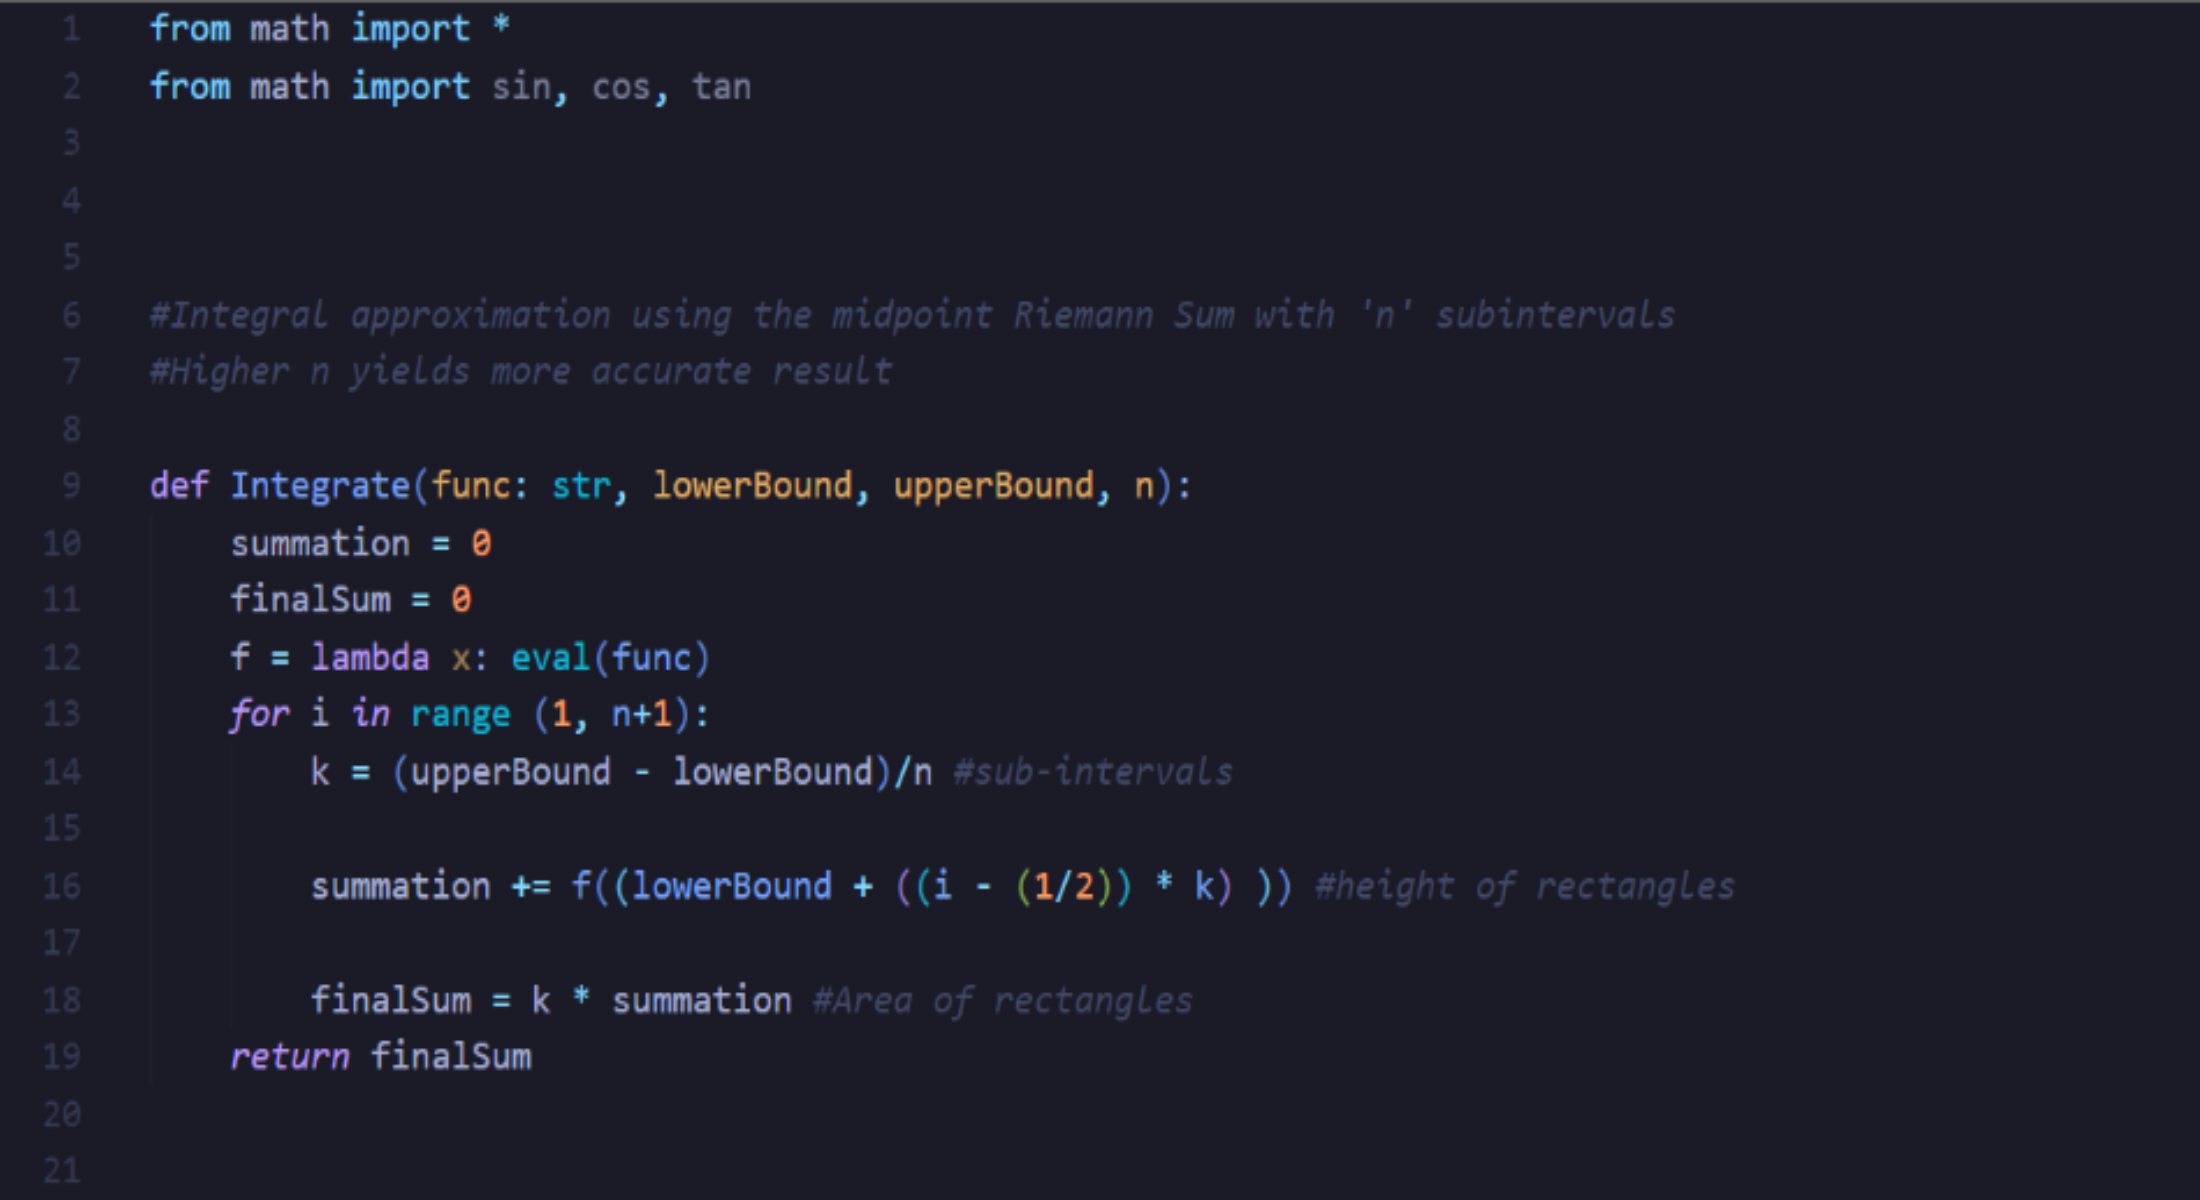 1 from math import *
2 from math import sin, cos, tan
3
4
5
6 #Integral approximation using the midpoint Riemann Sum with 'n' subintervals
7 #Higher n yields more accurate result
8
9 def Integrate(func: str, lowerBound, upperBound, n):
10     summation = 0
11     finalSum = 0
12     f = lambda x: eval(func)
13     for i in range (1, n+1):
14         k = (upperBound - lowerBound)/n #sub-intervals
15
16         summation += f((lowerBound + ((i - (1/2)) * k) )) #height of rectangles
17
18         finalSum = k * summation #Area of rectangles
19     return finalSum
20
21